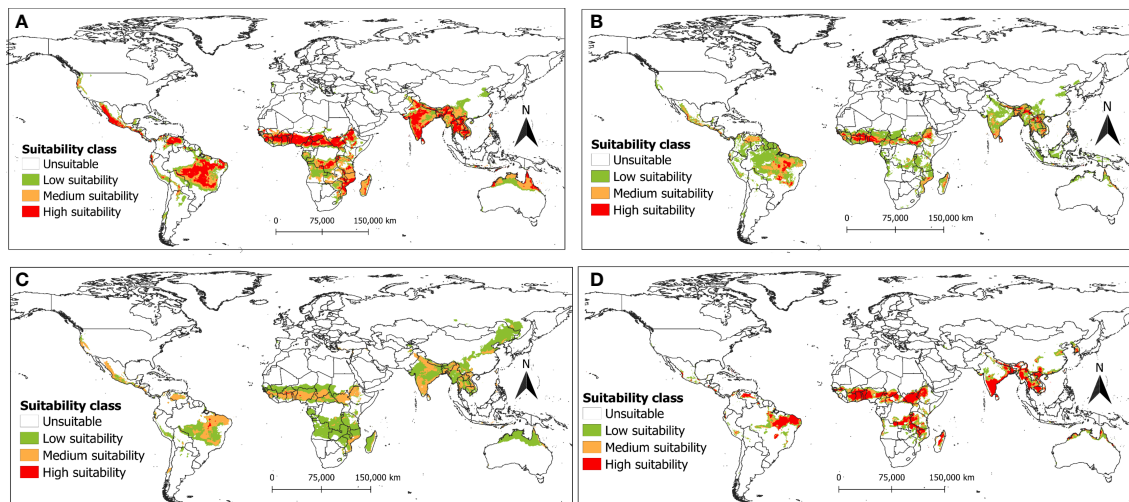 A
N
Suitability class
Unsuitable
Low suitability
Medium suitability
High suitability
0 75,000 150,000 km
B
N
Suitability class
Unsuitable
Low suitability
Medium suitability
High suitability
0 75,000 150,000 km
C
N
Suitability class
Unsuitable
Low suitability
Medium suitability
High suitability
0 75,000 150,000 km
D
N
Suitability class
Unsuitable
Low suitability
Medium suitability
High suitability
0 75,000 150,000 km